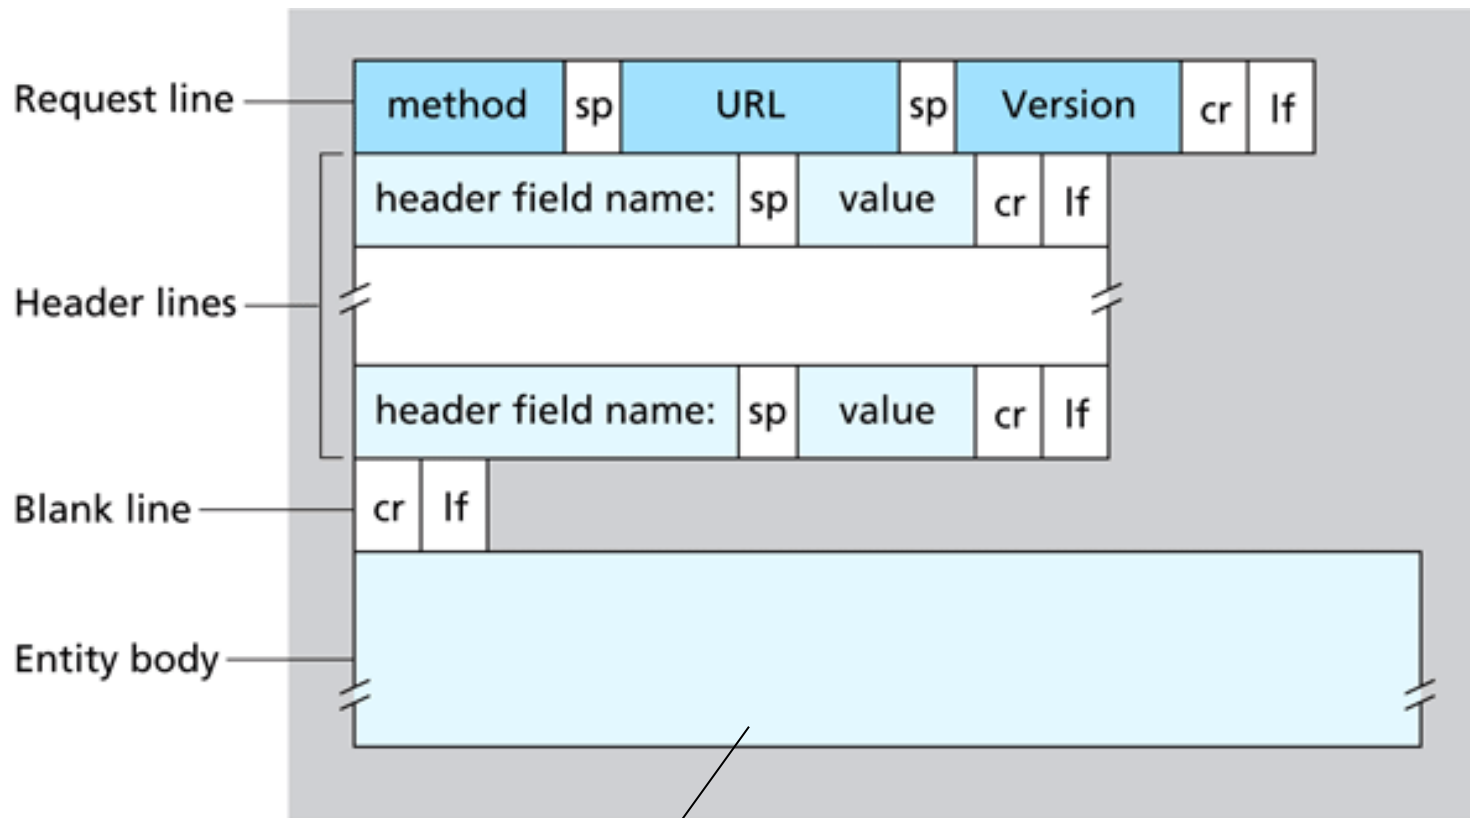 Request line method sp URL sp Version cr lf
header field name: sp value cr lf
Header lines
header field name: sp value cr lf
Blank line cr lf
Entity body